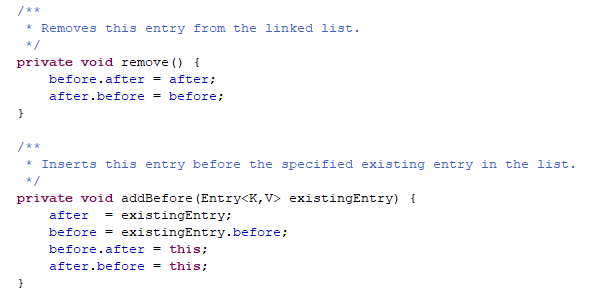 /**
 * Removes this entry from the linked list.
 */
private void remove() {
    before.after = after;
    after.before = before;
}

/**
 * Inserts this entry before the specified existing entry in the list.
 */
private void addBefore(Entry<K,V> existingEntry) {
    after  = existingEntry;
    before = existingEntry.before;
    before.after = this;
    after.before = this;
}